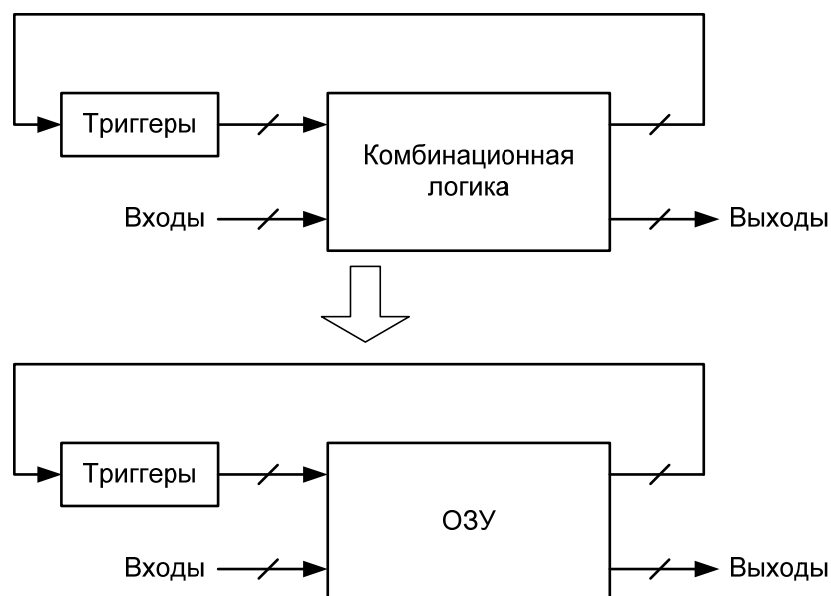 Триггеры
Комбинационная
логика
Входы
Выходы
Триггеры
ОЗУ
Входы
Выходы